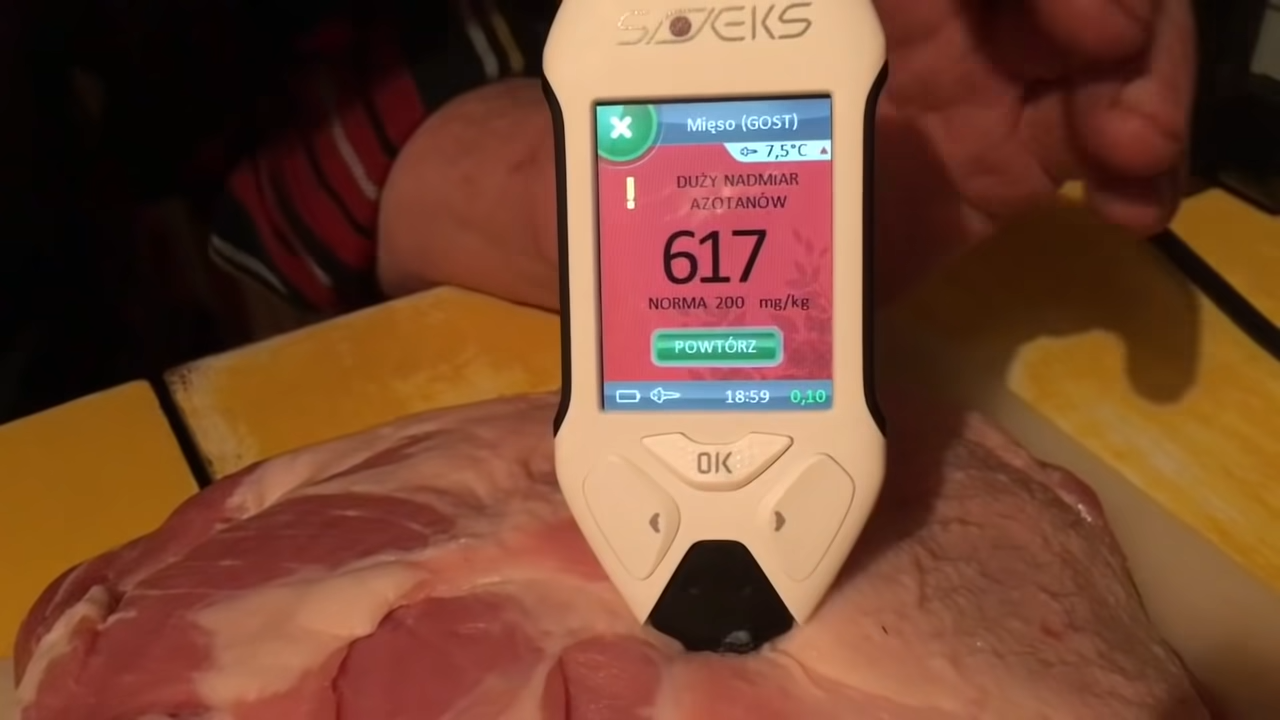 SOEKS
Mięso (GOST)
7,5°C
!
DUŻY NADMIAR
AZOTANÓW
617
NORMA 200 mg/kg
POWTÓRZ
18:59 0,10
OK